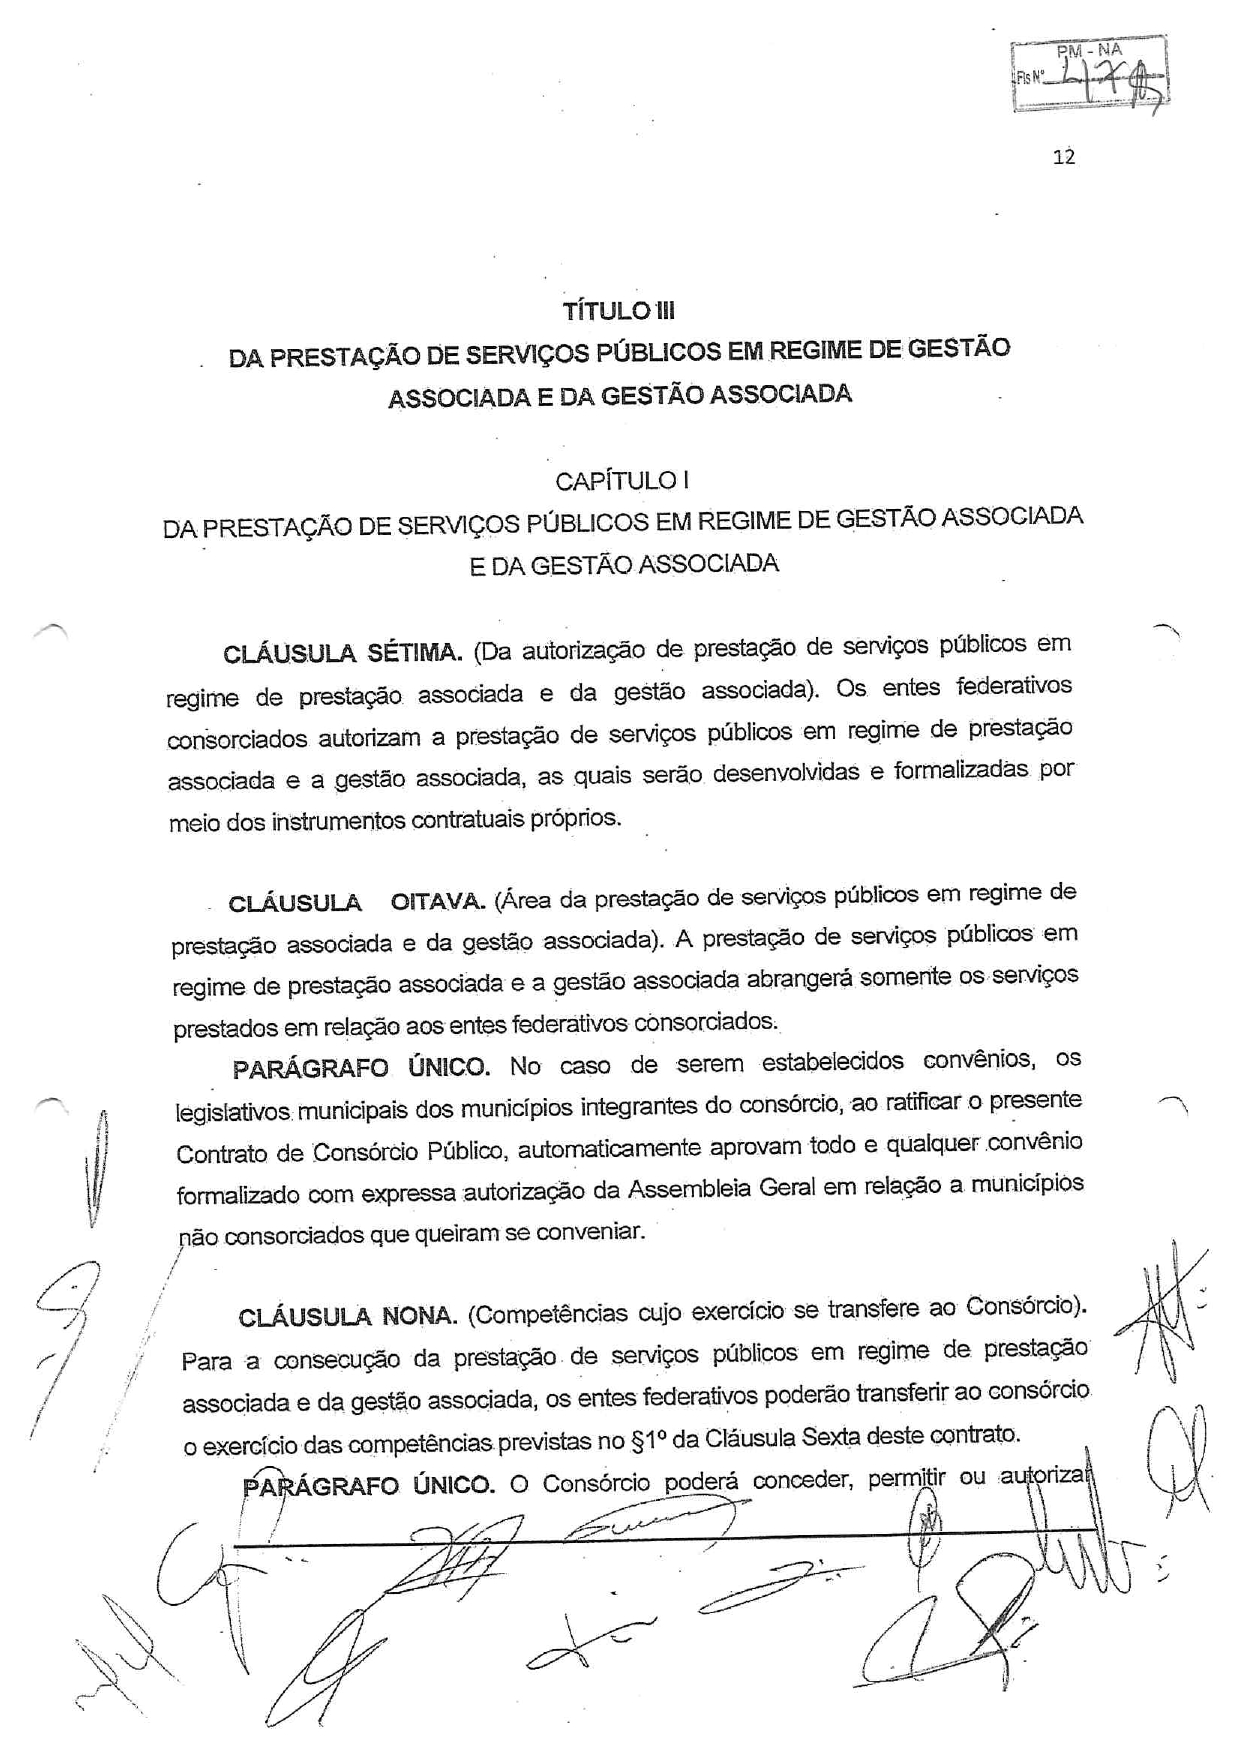 PM - NA
Fls Nº 47
12
TÍTULO III
DA PRESTAÇÃO DE SERVIÇOS PÚBLICOS EM REGIME DE GESTÃO
ASSOCIADA E DA GESTÃO ASSOCIADA
CAPÍTULO I
DA PRESTAÇÃO DE SERVIÇOS PÚBLICOS EM REGIME DE GESTÃO ASSOCIADA
E DA GESTÃO ASSOCIADA
CLÁUSULA SÉTIMA. (Da autorização de prestação de serviços públicos em
regime de prestação associada e da gestão associada). Os entes federativos
consorciados autorizam a prestação de serviços públicos em regime de prestação
associada e a gestão associada, as quais serão desenvolvidas e formalizadas por
meio dos instrumentos contratuais próprios.
CLÁUSULA OITAVA. (Área da prestação de serviços públicos em regime de
prestação associada e da gestão associada). A prestação de serviços públicos em
regime de prestação associada e a gestão associada abrangerá somente os serviços
prestados em relação aos entes federativos consorciados.
PARÁGRAFO ÚNICO. No caso de serem estabelecidos convênios, os
legislativos municipais dos municípios integrantes do consórcio, ao ratificar o presente
Contrato de Consórcio Público, automaticamente aprovam todo e qualquer convênio
formalizado com expressa autorização da Assembleia Geral em relação a municípios
não consorciados que queiram se conveniar.
CLÁUSULA NONA. (Competências cujo exercício se transfere ao Consórcio).
Para a consecução da prestação de serviços públicos em regime de prestação
associada e da gestão associada, os entes federativos poderão transferir ao consórcio
o exercício das competências previstas no §1º da Cláusula Sexta deste contrato.
PARÁGRAFO ÚNICO. O Consórcio poderá conceder, permitir ou autorizar